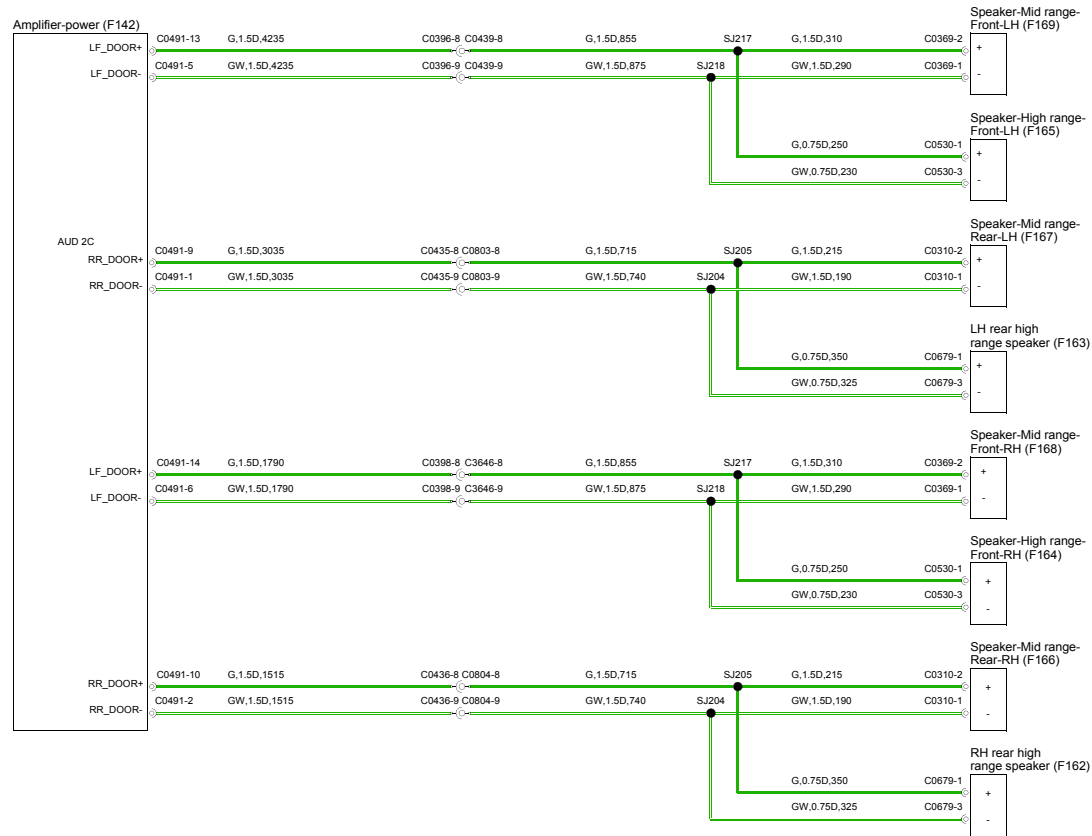 Speaker-Mid range-
Front-LH (F169)
Amplifier-power (F142)
LF_DOOR+ C0491-13 G,1.5D,4235 C0396-8 C0439-8 G,1.5D,855 SJ217 G,1.5D,310 C0369-2 +
LF_DOOR- C0491-5 GW,1.5D,4235 C0396-9 C0439-9 GW,1.5D,875 SJ218 GW,1.5D,290 C0369-1 -
Speaker-High range-
Front-LH (F165)
G,0.75D,250 C0530-1 +
GW,0.75D,230 C0530-3 -
Speaker-Mid range-
Rear-LH (F167)
AUD 2C
RR_DOOR+ C0491-9 G,1.5D,3035 C0435-8 C0803-8 G,1.5D,715 SJ205 G,1.5D,215 C0310-2 +
RR_DOOR- C0491-1 GW,1.5D,3035 C0435-9 C0803-9 GW,1.5D,740 SJ204 GW,1.5D,190 C0310-1 -
LH rear high
range speaker (F163)
G,0.75D,350 C0679-1 +
GW,0.75D,325 C0679-3 -
Speaker-Mid range-
Front-RH (F168)
LF_DOOR+ C0491-14 G,1.5D,1790 C0398-8 C3646-8 G,1.5D,855 SJ217 G,1.5D,310 C0369-2 +
LF_DOOR- C0491-6 GW,1.5D,1790 C0398-9 C3646-9 GW,1.5D,875 SJ218 GW,1.5D,290 C0369-1 -
Speaker-High range-
Front-RH (F164)
G,0.75D,250 C0530-1 +
GW,0.75D,230 C0530-3 -
Speaker-Mid range-
Rear-RH (F166)
RR_DOOR+ C0491-10 G,1.5D,1515 C0436-8 C0804-8 G,1.5D,715 SJ205 G,1.5D,215 C0310-2 +
RR_DOOR- C0491-2 GW,1.5D,1515 C0436-9 C0804-9 GW,1.5D,740 SJ204 GW,1.5D,190 C0310-1 -
RH rear high
range speaker (F162)
G,0.75D,350 C0679-1 +
GW,0.75D,325 C0679-3 -